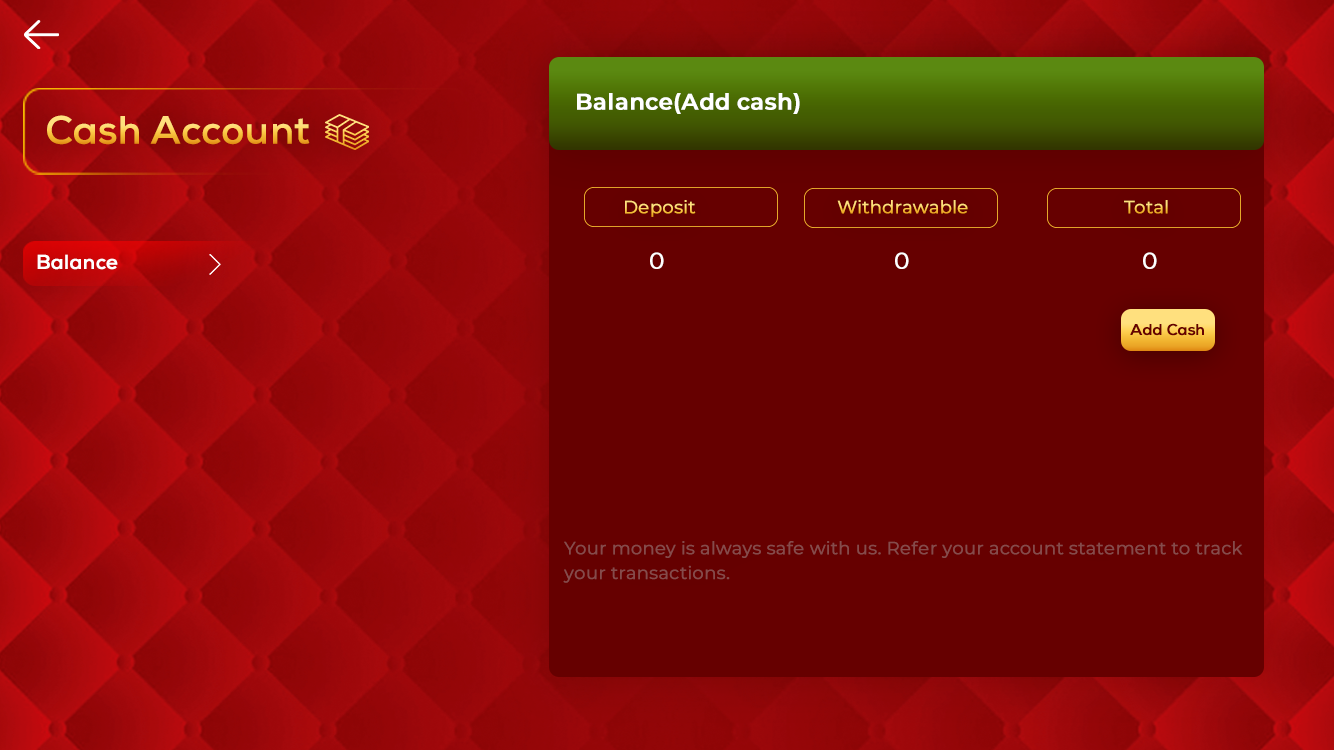 Cash Account
Balance
Balance(Add cash)
Deposit Withdrawable Total
0 0 0
Add Cash
Your money is always safe with us. Refer your account statement to track
your transactions.